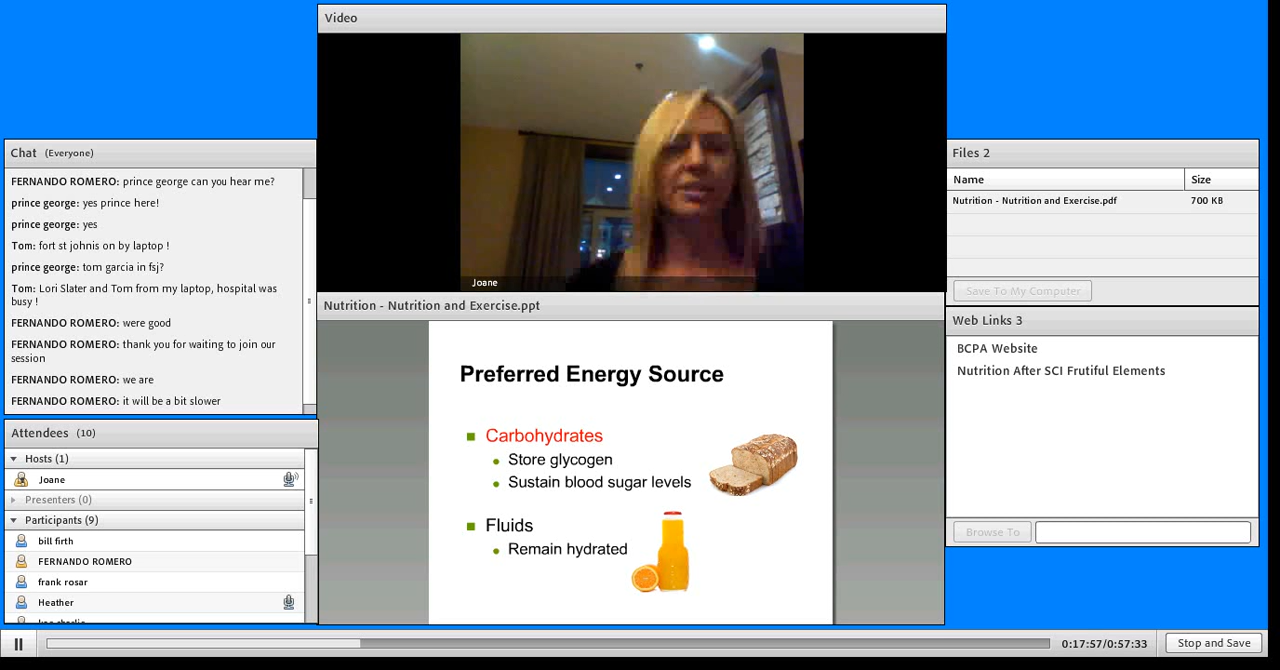 Video
Joane
Chat (Everyone)
FERNANDO ROMERO: prince george can you hear me?
prince george: yes prince here!
prince george: yes
Tom: fort st johnis on by laptop !
prince george: tom garcia in fsj?
Tom: Lori Slater and Tom from my laptop, hospital was
busy !
FERNANDO ROMERO: were good
FERNANDO ROMERO: thank you for waiting to join our
session
FERNANDO ROMERO: we are
FERNANDO ROMERO: it will be a bit slower
Attendees (10)
Hosts (1)
Joane
Presenters (0)
Participants (9)
bill firth
FERNANDO ROMERO
frank rosar
Heather
Nutrition - Nutrition and Exercise.ppt
Preferred Energy Source
Carbohydrates
Store glycogen
Sustain blood sugar levels
Fluids
Remain hydrated
Files 2
Name Size
Nutrition - Nutrition and Exercise.pdf 700 KB
Save To My Computer
Web Links 3
BCPA Website
Nutrition After SCI Frutiful Elements
Browse To
0:17:57/0:57:33
Stop and Save